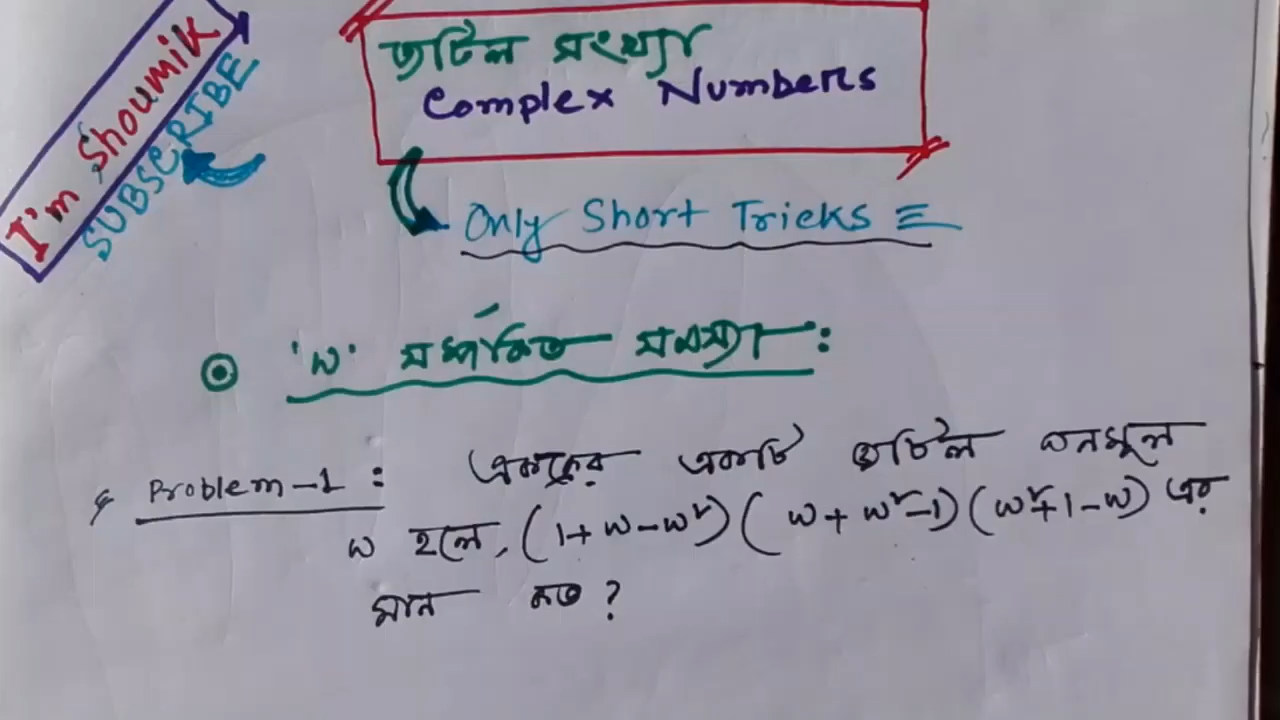 I'm Shoumik
SUBSCRIBE
জটিল সংখ্যা
Complex Numbers
Only Short Tricks
'ω' সম্পর্কিত সমস্যা:
Problem-1: এককের একটি জটিল ঘনমূল
ω হলে, (1+ω-ω²)(ω+ω²-1)(ω²+1-ω) এর
মান কত?